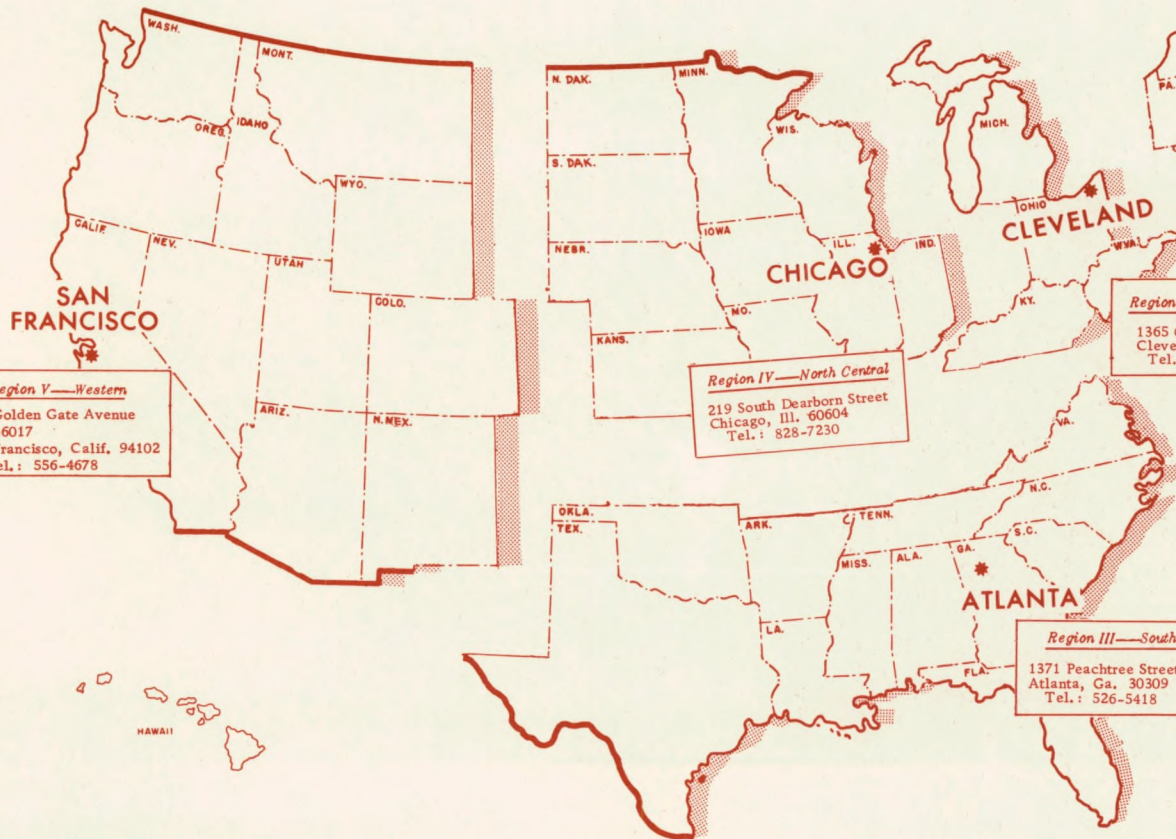 WASH.
MONT.
OREG.
IDAHO
WYO.
CALIF.
NEV.
UTAH
COLO.
ARIZ.
N.MEX.
SAN
FRANCISCO
Region V—Western
Golden Gate Avenue
6017
Francisco, Calif. 94102
Tel.: 556-4678
HAWAII
N. DAK.
MINN.
S. DAK.
WIS.
NEBR.
IOWA
ILL.
IND.
MO.
KANS.
CHICAGO
Region IV—North Central
219 South Dearborn Street
Chicago, Ill. 60604
Tel.: 828-7230
MICH.
OHIO
PA.
CLEVELAND
W.VA.
KY.
Region
1365
Cleve
Tel.
VA.
N.C.
S.C.
OKLA.
TEX.
ARK.
TENN.
MISS.
ALA.
GA.
LA.
FLA.
ATLANTA
Region III—South
1371 Peachtree Street
Atlanta, Ga. 30309
Tel.: 526-5418